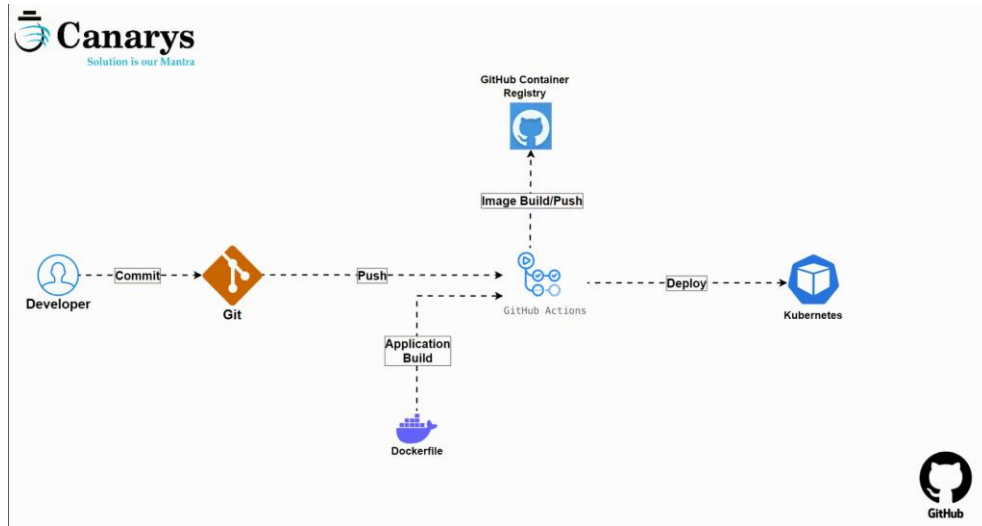 Canarys
Solution is our Mantra
GitHub Container
Registry
Image Build/Push
Commit
Push
Deploy
Developer
Git
GitHub Actions
Kubernetes
Application
Build
Dockerfile
GitHub